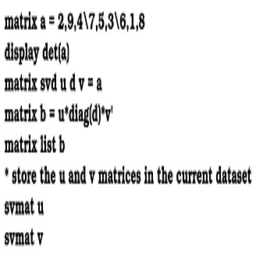 matrix a = 2,9,4\7,5,3\6,1,8
display det(a)
matrix svd u d v = a
matrix b = u*diag(d)*v'
matrix list b
* store the u and v matrices in the current dataset
svmat u
svmat v